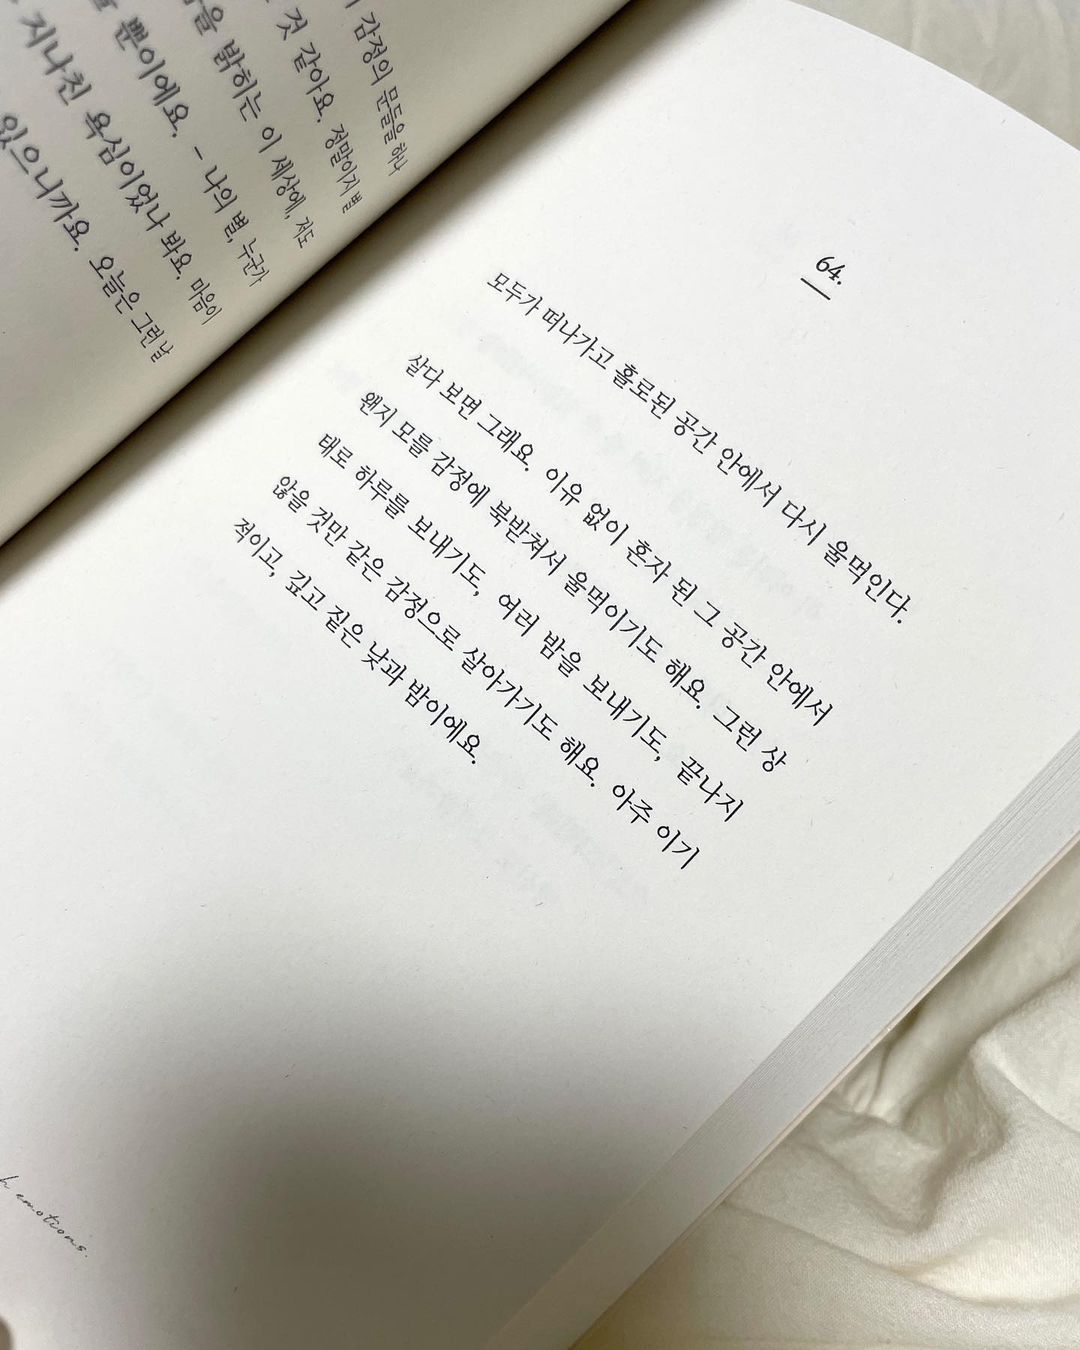 감정의 문들을 하나
것 같아요. 정말이지 별
을 밝히는 이 세상에, 저도
뿐이에요. – 나의 별, 누군가
지나친 욕심이었나 봐요. 마음이
있으니까요. 오늘은 그런 날
64.
모두가 떠나가고 홀로된 공간 안에서 다시 울먹인다.
살다 보면 그래요. 이유 없이 혼자 된 그 공간 안에서
왠지 모를 감정에 북받쳐서 울먹이기도 해요. 그런 상
태로 하루를 보내기도, 여러 밤을 보내기도, 끝나지
않을 것만 같은 감정으로 살아가기도 해요. 아주 이기
적이고, 깊고 짙은 낮과 밤이에요.
emotions.